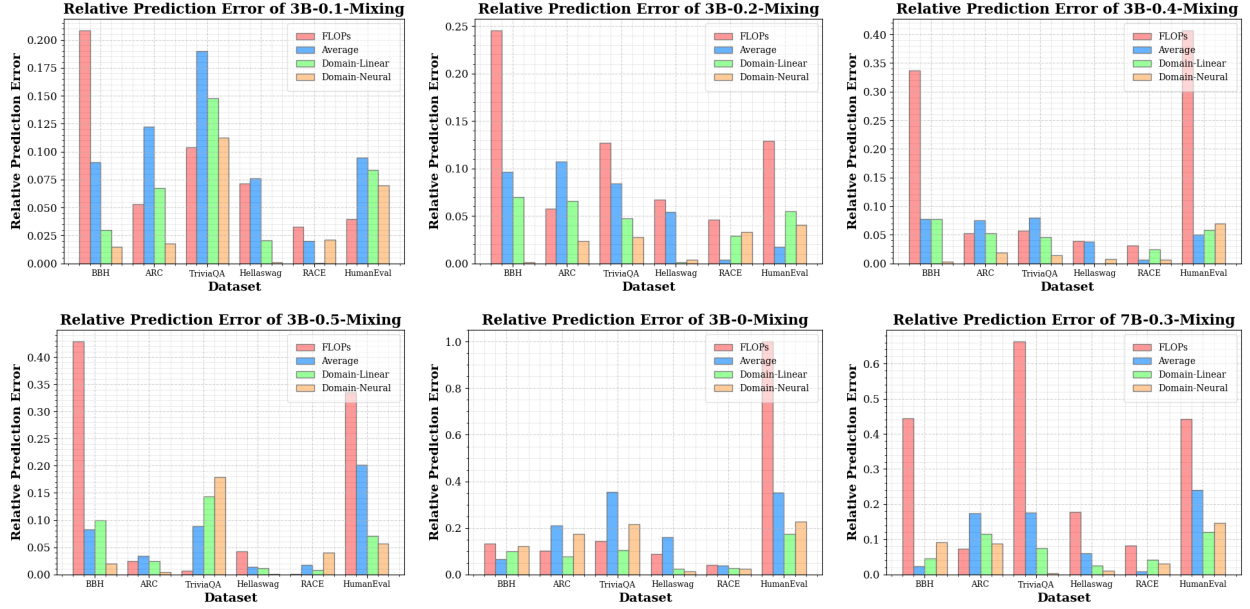 Relative Prediction Error of 3B-0.1-Mixing
Relative Prediction Error
0.200
0.175
0.150
0.125
0.100
0.075
0.050
0.025
0.000
FLOPs
Average
Domain-Linear
Domain-Neural
BBH ARC TriviaQA Hellaswag RACE HumanEval
Dataset
Relative Prediction Error of 3B-0.2-Mixing
Relative Prediction Error
0.25
0.20
0.15
0.10
0.05
0.00
FLOPs
Average
Domain-Linear
Domain-Neural
BBH ARC TriviaQA Hellaswag RACE HumanEval
Dataset
Relative Prediction Error of 3B-0.4-Mixing
Relative Prediction Error
0.40
0.35
0.30
0.25
0.20
0.15
0.10
0.05
0.00
FLOPs
Average
Domain-Linear
Domain-Neural
BBH ARC TriviaQA Hellaswag RACE HumanEval
Dataset
Relative Prediction Error of 3B-0.5-Mixing
Relative Prediction Error
0.40
0.35
0.30
0.25
0.20
0.15
0.10
0.05
0.00
FLOPs
Average
Domain-Linear
Domain-Neural
BBH ARC TriviaQA Hellaswag RACE HumanEval
Dataset
Relative Prediction Error of 3B-0-Mixing
Relative Prediction Error
1.0
0.8
0.6
0.4
0.2
0.0
FLOPs
Average
Domain-Linear
Domain-Neural
BBH ARC TriviaQA Hellaswag RACE HumanEval
Dataset
Relative Prediction Error of 7B-0.3-Mixing
Relative Prediction Error
0.6
0.5
0.4
0.3
0.2
0.1
0.0
FLOPs
Average
Domain-Linear
Domain-Neural
BBH ARC TriviaQA Hellaswag RACE HumanEval
Dataset